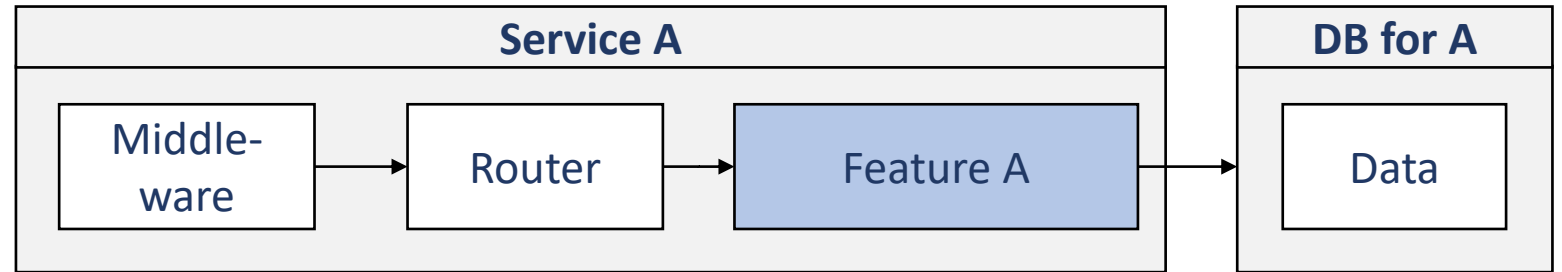 Service A
DB for A
Middle-
ware
Router
Feature A
Data